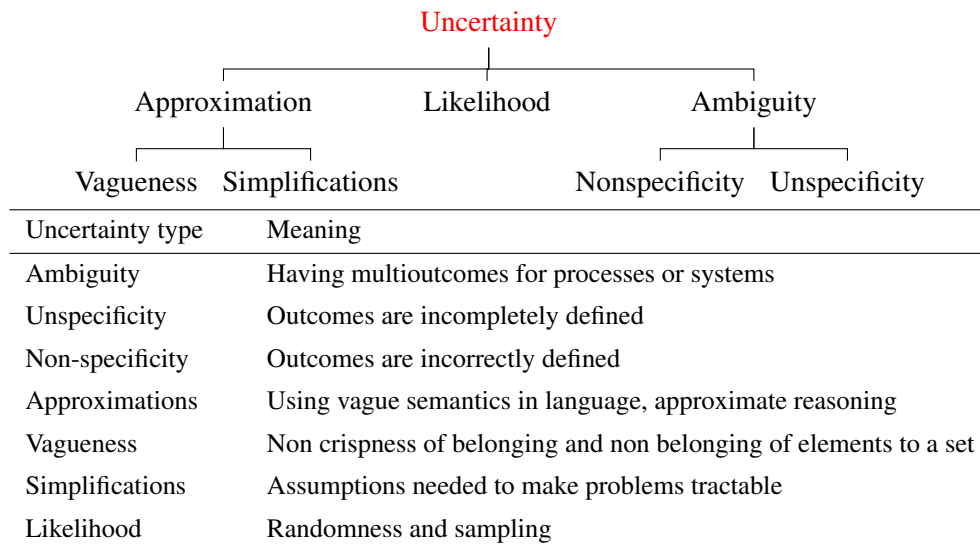 Uncertainty
Approximation Likelihood Ambiguity
Vagueness Simplifications Nonspecificity Unspecificity
Uncertainty type Meaning
Ambiguity Having multioutcomes for processes or systems
Unspecificity Outcomes are incompletely defined
Non-specificity Outcomes are incorrectly defined
Approximations Using vague semantics in language, approximate reasoning
Vagueness Non crispness of belonging and non belonging of elements to a set
Simplifications Assumptions needed to make problems tractable
Likelihood Randomness and sampling